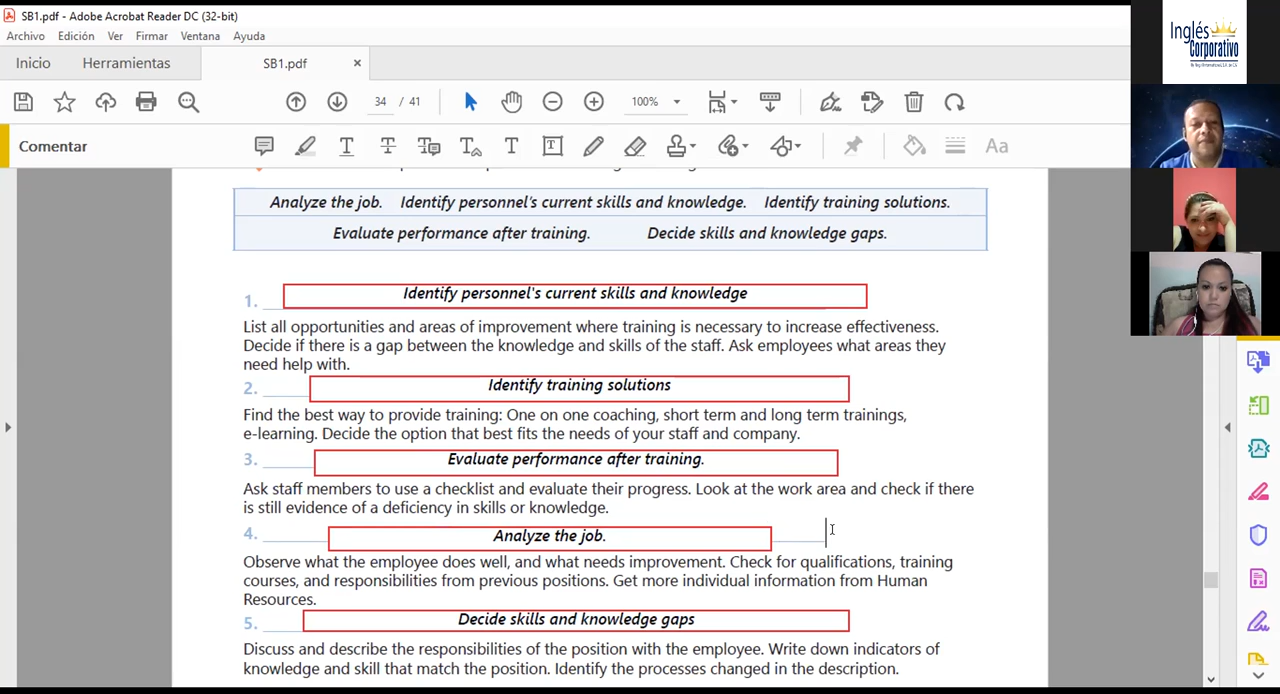 SB1.pdf - Adobe Acrobat Reader DC (32-bit)
Archivo Edición Ver Firmar Ventana Ayuda
Inicio Herramientas SB1.pdf ×
34 / 41 100%
Comentar
Analyze the job. Identify personnel's current skills and knowledge. Identify training solutions.
Evaluate performance after training. Decide skills and knowledge gaps.
1. Identify personnel's current skills and knowledge
List all opportunities and areas of improvement where training is necessary to increase effectiveness.
Decide if there is a gap between the knowledge and skills of the staff. Ask employees what areas they
need help with.
2. Identify training solutions
Find the best way to provide training: One on one coaching, short term and long term trainings,
e-learning. Decide the option that best fits the needs of your staff and company.
3. Evaluate performance after training.
Ask staff members to use a checklist and evaluate their progress. Look at the work area and check if there
is still evidence of a deficiency in skills or knowledge.
4. Analyze the job.
Observe what the employee does well, and what needs improvement. Check for qualifications, training
courses, and responsibilities from previous positions. Get more individual information from Human
Resources.
5. Decide skills and knowledge gaps
Discuss and describe the responsibilities of the position with the employee. Write down indicators of
knowledge and skill that match the position. Identify the processes changed in the description.
Inglés
Corporativo